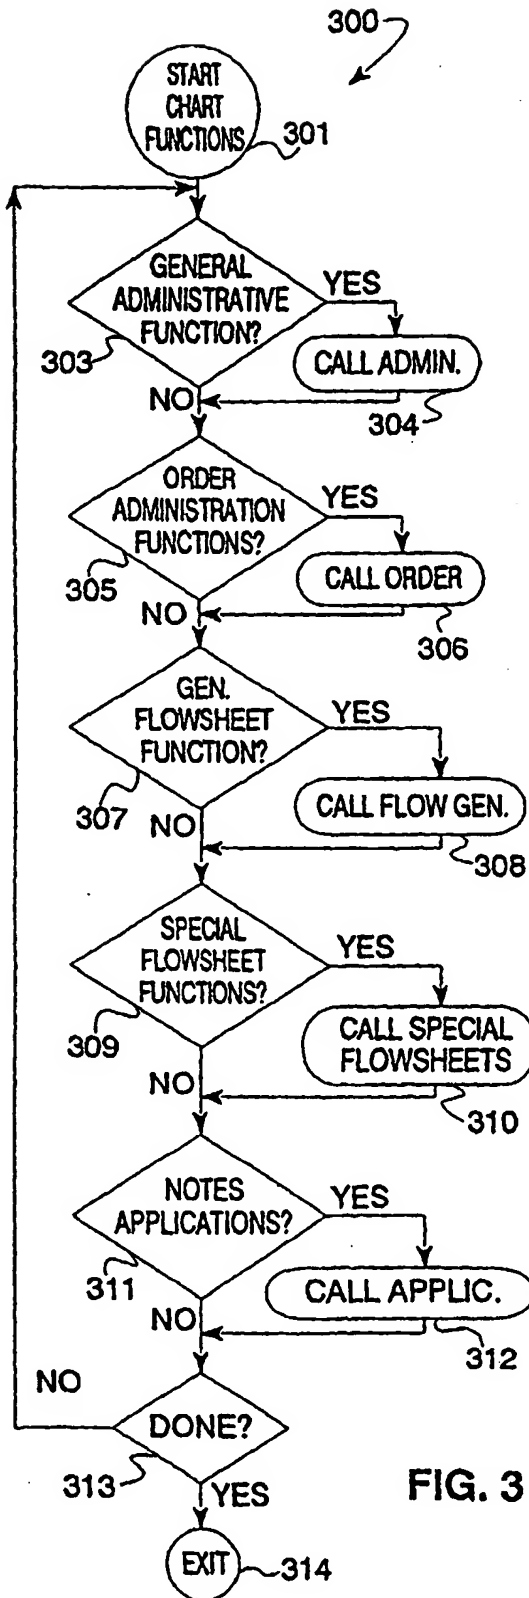 300
START
CHART
FUNCTIONS
301
GENERAL
ADMINISTRATIVE
FUNCTION?
303
YES
CALL ADMIN.
304
NO
ORDER
ADMINISTRATION
FUNCTIONS?
305
YES
CALL ORDER
306
NO
GEN.
FLOWSHEET
FUNCTION?
307
YES
CALL FLOW GEN.
308
NO
SPECIAL
FLOWSHEET
FUNCTIONS?
309
YES
CALL SPECIAL
FLOWSHEETS
310
NO
NOTES
APPLICATIONS?
311
YES
CALL APPLIC.
312
NO
NO
DONE?
313
YES
FIG. 3
EXIT
314